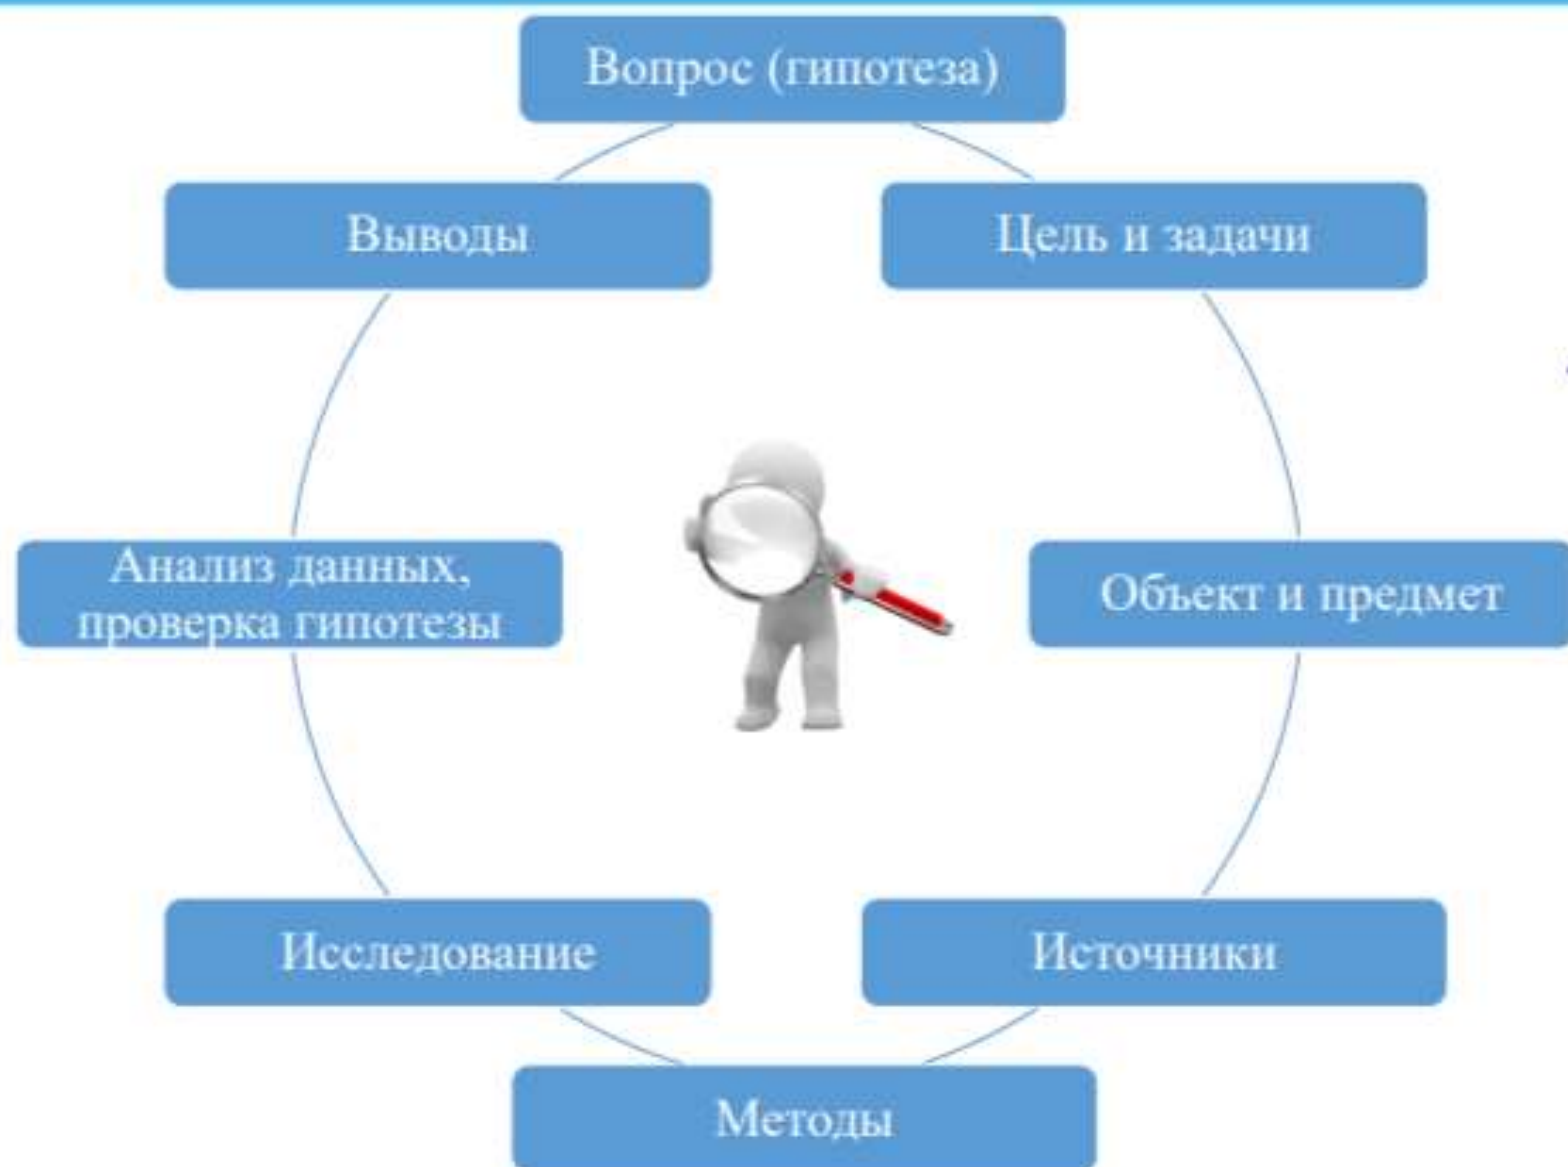 Вопрос (гипотеза)
Выводы
Цель и задачи
Анализ данных,
проверка гипотезы
Объект и предмет
Исследование
Источники
Методы